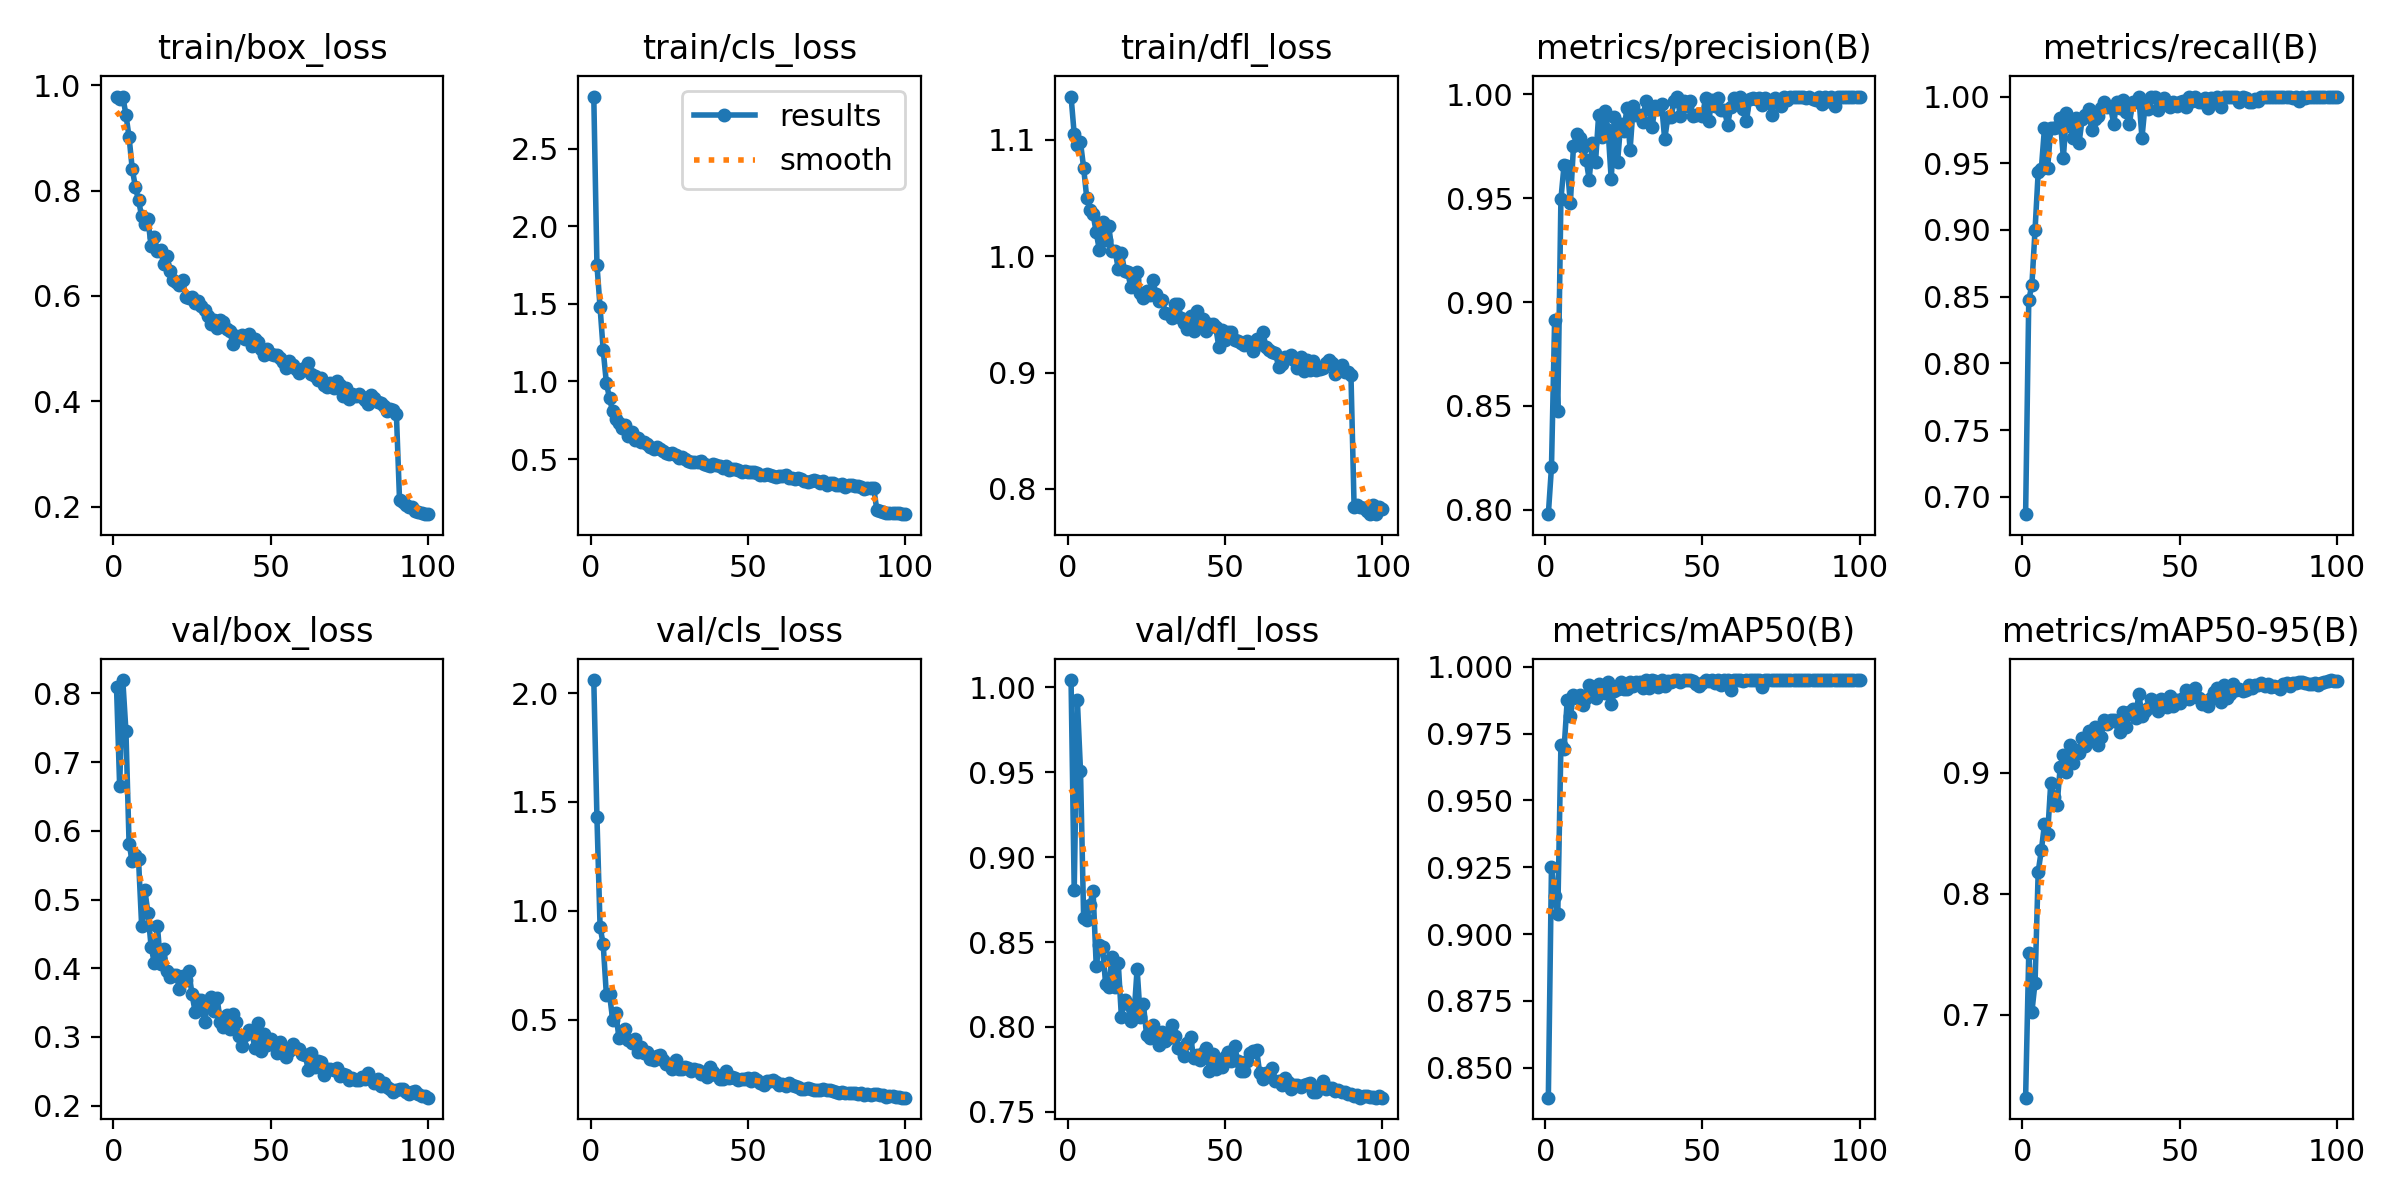 train/box_loss
1.0
0.8
0.6
0.4
0.2
0 50 100
train/cls_loss
results
smooth
2.5
2.0
1.5
1.0
0.5
0 50 100
train/dfl_loss
1.1
1.0
0.9
0.8
0 50 100
metrics/precision(B)
1.00
0.95
0.90
0.85
0.80
0 50 100
metrics/recall(B)
1.00
0.95
0.90
0.85
0.80
0.75
0.70
0 50 100
val/box_loss
0.8
0.7
0.6
0.5
0.4
0.3
0.2
0 50 100
val/cls_loss
2.0
1.5
1.0
0.5
0 50 100
val/dfl_loss
1.00
0.95
0.90
0.85
0.80
0.75
0 50 100
metrics/mAP50(B)
1.000
0.975
0.950
0.925
0.900
0.875
0.850
0 50 100
metrics/mAP50-95(B)
0.9
0.8
0.7
0 50 100